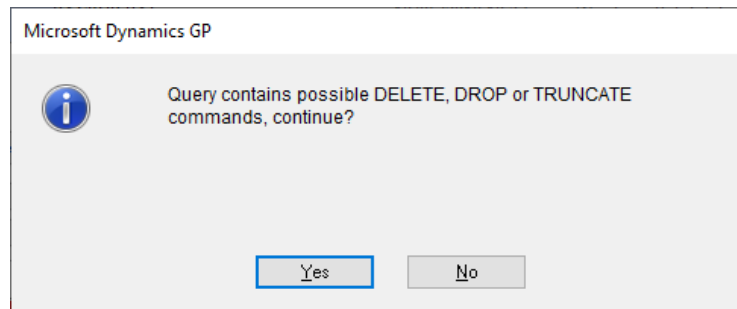 Microsoft Dynamics GP
Query contains possible DELETE, DROP or TRUNCATE
commands, continue?
Yes
No